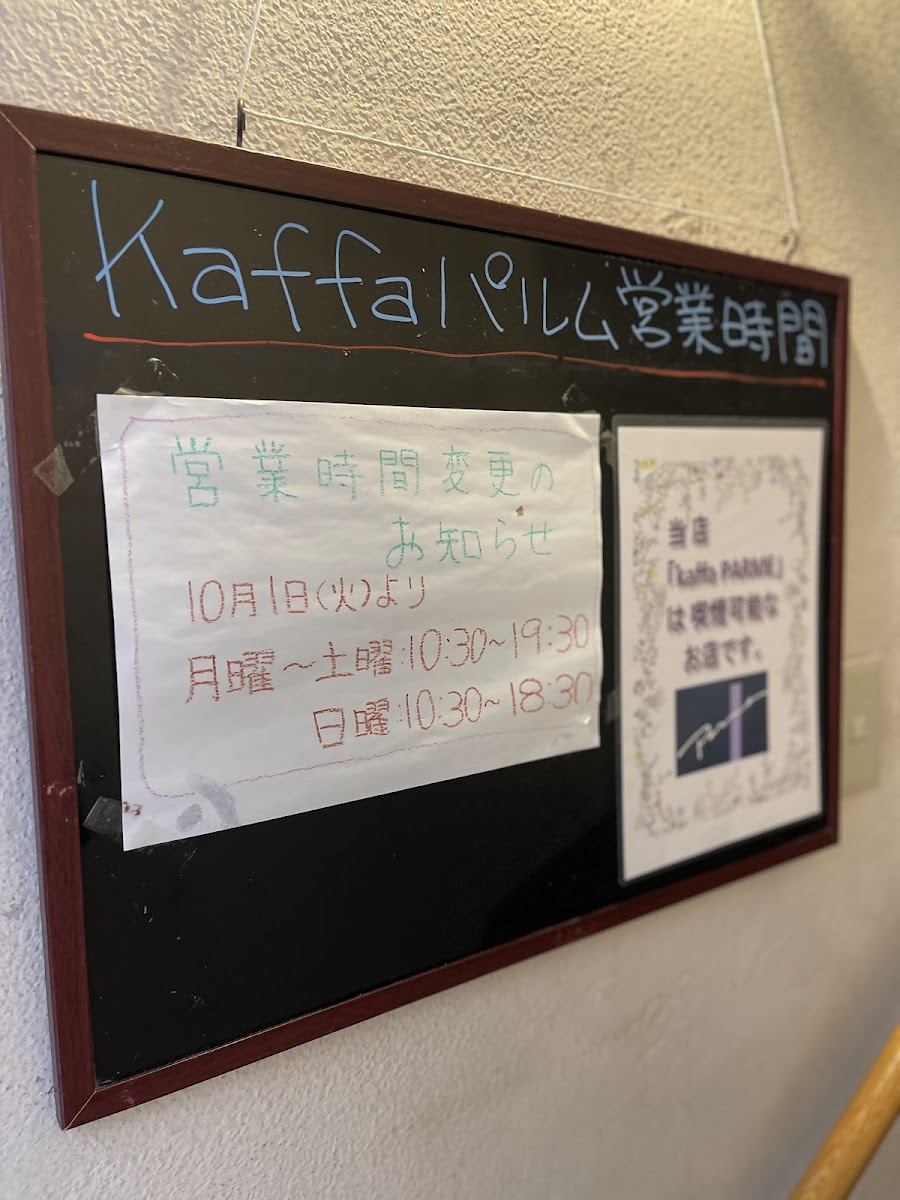 Kaffaパルム営業時間
営業時間変更の
お知らせ
10月1日(火)より
月曜〜土曜:10:30~19:30
日曜:10:30~18:30
当店
「kaffa PARME」
は喫煙可能な
お店です。